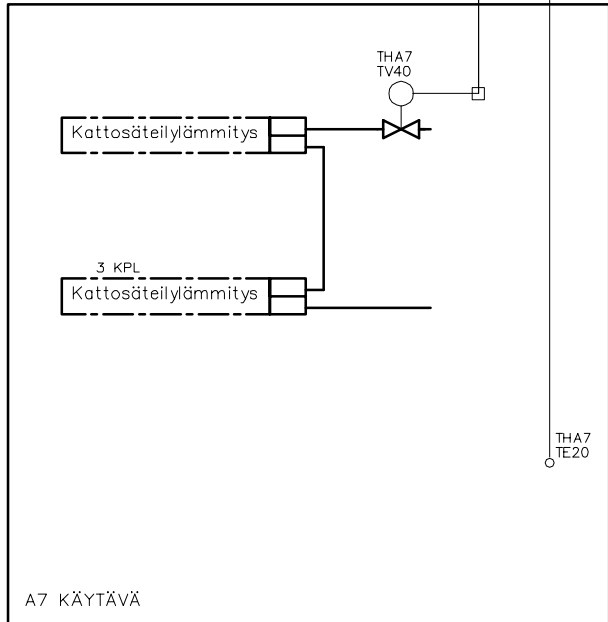 THA7
TV40
Kattosäteilylämmitys
3 KPL
Kattosäteilylämmitys
THA7
TE20
A7 KÄYTÄVÄ